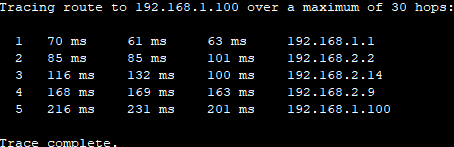 Tracing route to 192.168.1.100 over a maximum of 30 hops:
1 70 ms 61 ms 63 ms 192.168.1.1
2 85 ms 85 ms 101 ms 192.168.2.2
3 116 ms 132 ms 100 ms 192.168.2.14
4 168 ms 169 ms 163 ms 192.168.2.9
5 216 ms 231 ms 201 ms 192.168.1.100
Trace complete.